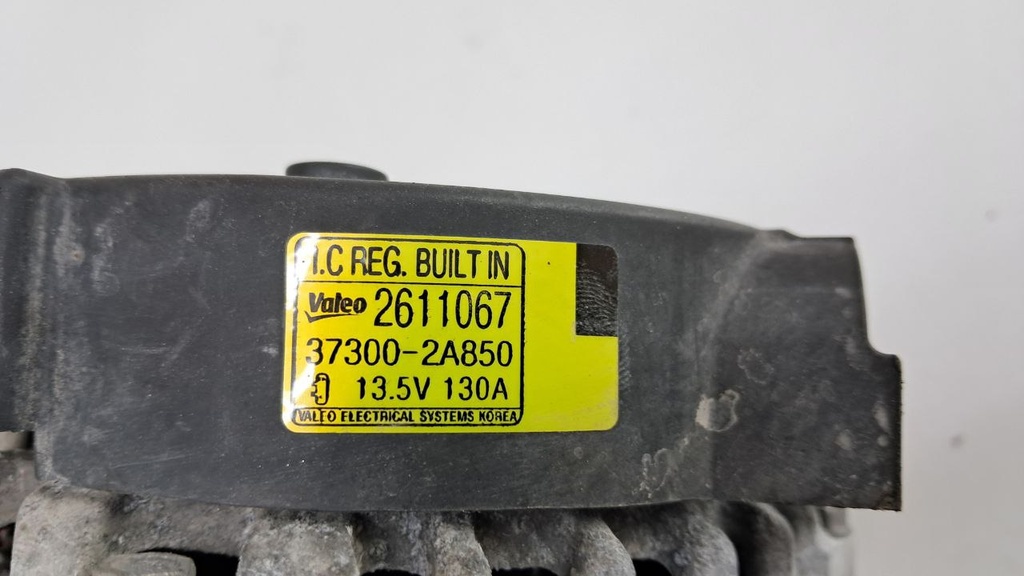 I.C REG. BUILT IN
Valeo 2611067
37300-2A850
13.5V 130A
VALEO ELECTRICAL SYSTEMS KOREA